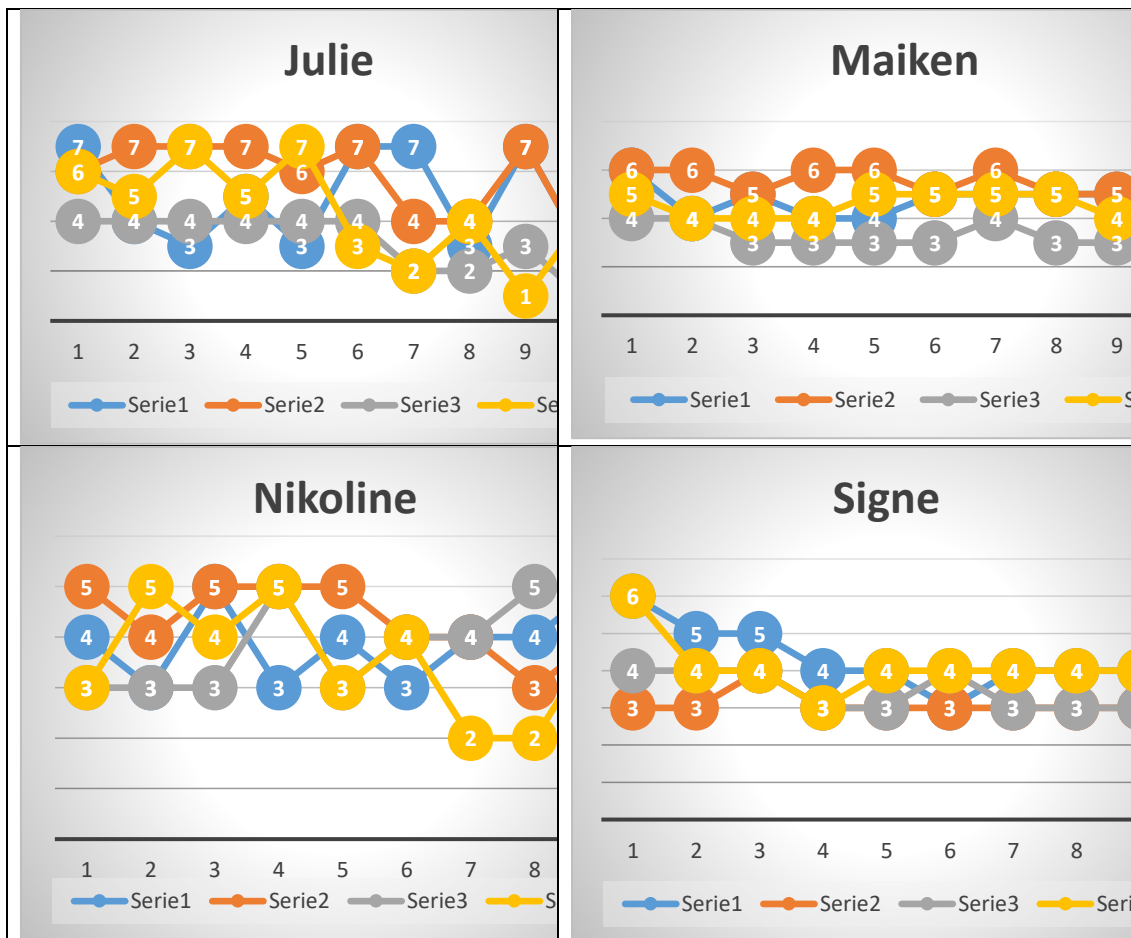 Julie
7 7 7 7 7 7 7 7
6 6
5 5
4 4 4 4 4 4 4 4
3 3 3 3 3
2 2
1
1 2 3 4 5 6 7 8 9
Serie1 Serie2 Serie3 Se
Maiken
6 6 6 6 6
5 5 5 5 5 5 5
4 4 4 4 4 4 4
3 3 3 3 3 3
1 2 3 4 5 6 7 8 9
Serie1 Serie2 Serie3 S
Nikoline
5 5 5 5 5 5
4 4 4 4 4 4 4
3 3 3 3 3 3 3
2 2
1 2 3 4 5 6 7 8
Serie1 Serie2 Serie3 S
Signe
6
5 5
4 4 4 4 4 4 4 4
3 3 3 3 3 3 3
1 2 3 4 5 6 7 8
Serie1 Serie2 Serie3 Seri